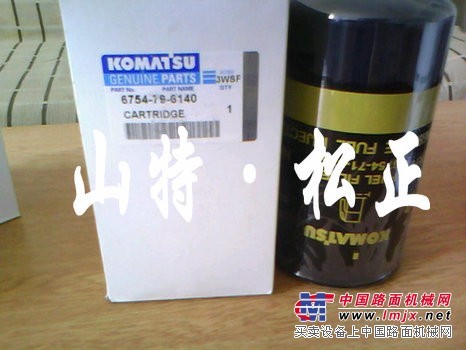 KOMATSU
GENUINE PARTS
3WSF
PART No.
PART NAME
QTY
6754-79-6140
CARTRIDGE
1
山特·松正
KOMATSU
中国路面机械网
www.lmjx.net
买卖设备上中国路面机械网